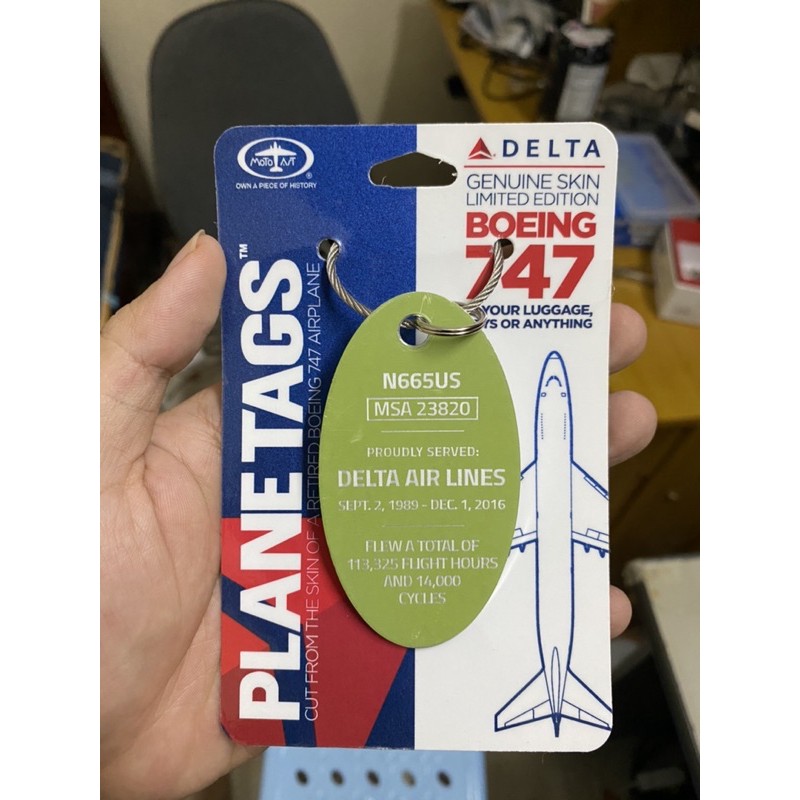 MOTOART
®
OWN A PIECE OF HISTORY
PLANETAGS™
CUT FROM THE SKIN OF A RETIRED BOEING 747 AIRPLANE
DELTA
GENUINE SKIN
LIMITED EDITION
BOEING
747
YOUR LUGGAGE,
YS OR ANYTHING
N665US
MSA 23820
PROUDLY SERVED:
DELTA AIR LINES
SEPT. 2, 1989 - DEC. 1, 2016
FLEW A TOTAL OF
113,325 FLIGHT HOURS
AND 14,000
CYCLES